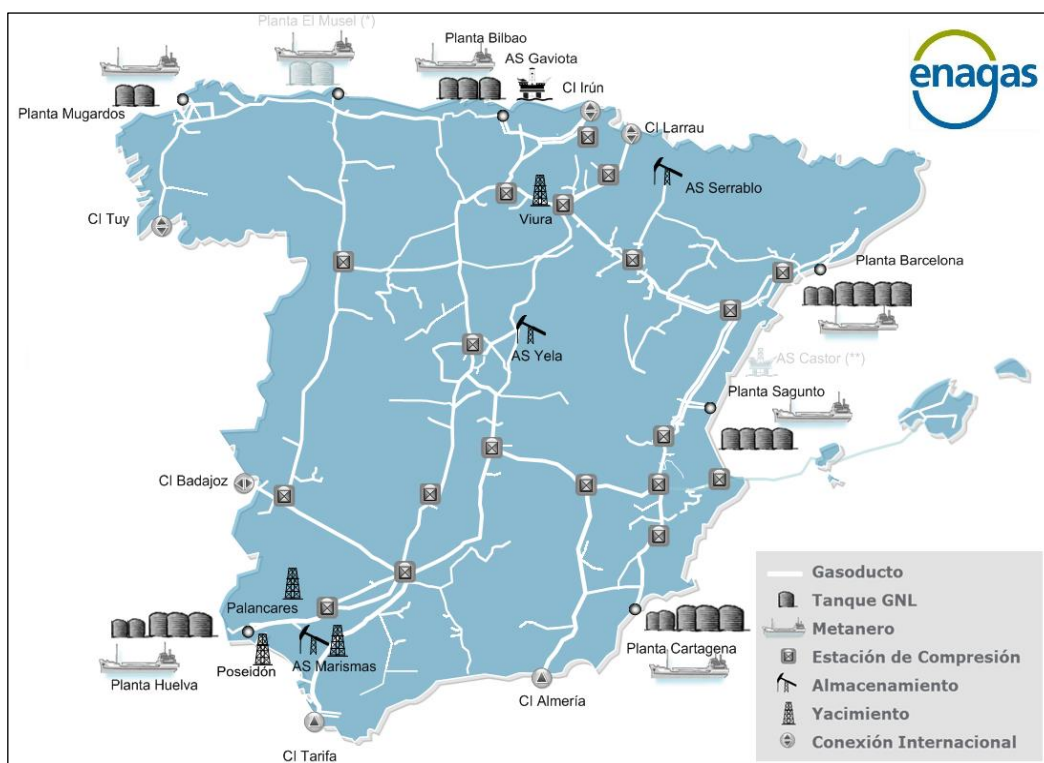 Planta El Musel (*)
Planta Bilbao
AS Gaviota
CI Irún
enagas
Planta Mugardos
CI Larrau
AS Serrablo
Viura
CI Tuy
Planta Barcelona
AS Yela
AS Castor (**)
Planta Sagunto
CI Badajoz
Palancares
Poseidón
AS Marismas
Planta Huelva
Planta Cartagena
CI Almería
CI Tarifa
Gasoducto
Tanque GNL
Metanero
Estación de Compresión
Almacenamiento
Yacimiento
Conexión Internacional